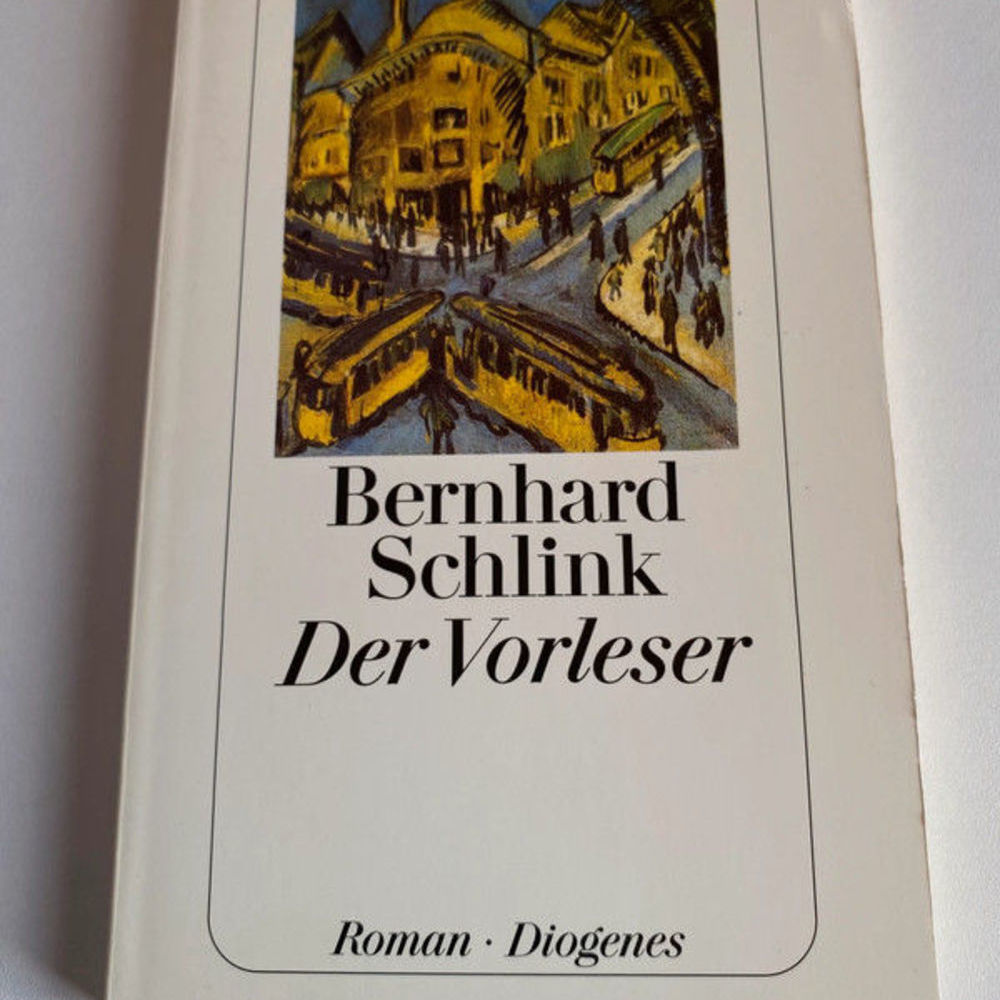 Bernhard
Schlink
Der Vorleser
Roman · Diogenes